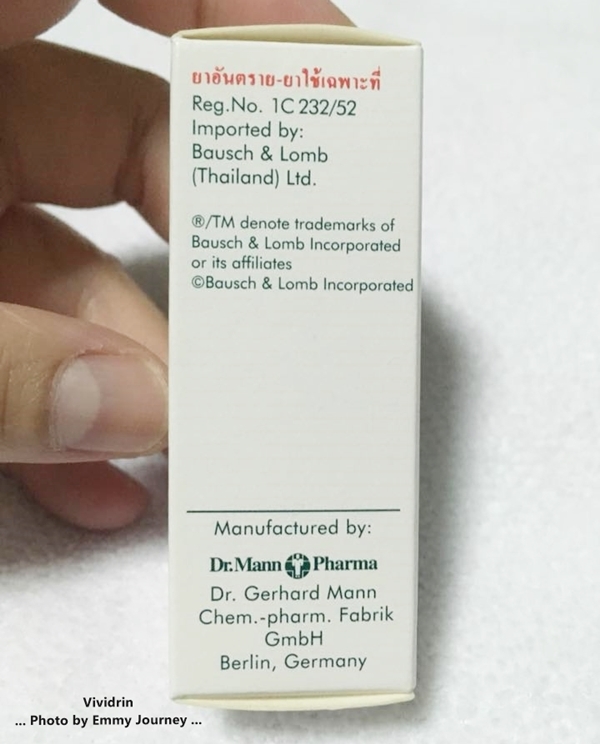 ยาอันตราย-ยาใช้เฉพาะที่
Reg.No. 1C 232/52
Imported by:
Bausch & Lomb
(Thailand) Ltd.
®/TM denote trademarks of
Bausch & Lomb Incorporated
or its affiliates
©Bausch & Lomb Incorporated
Manufactured by:
Dr.Mann Pharma
Dr. Gerhard Mann
Chem.-pharm. Fabrik
GmbH
Berlin, Germany
Vividrin
... Photo by Emmy Journey ...